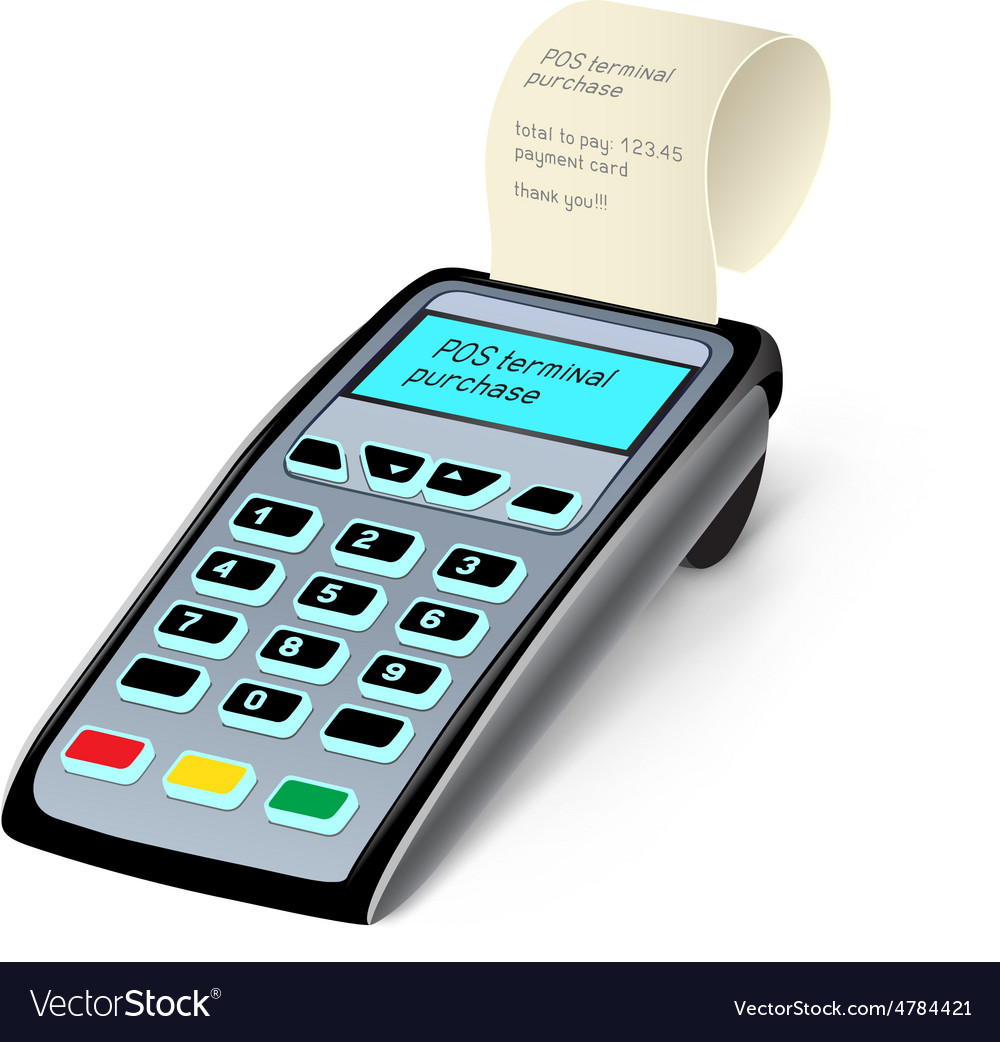 POS terminal
purchase
total to pay: 123.45
payment card
thank you!!!
POS terminal
purchase
1
2
3
4
5
6
7
8
9
0
VectorStock®
VectorStock.com/4784421